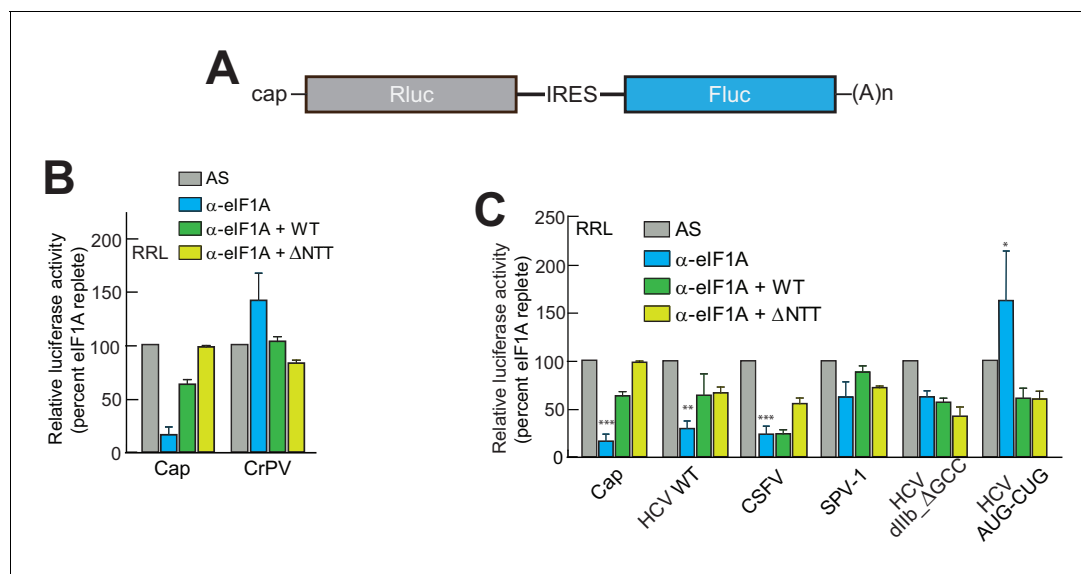 A
cap
Rluc
IRES
Fluc
(A)n
B
AS
α-eIF1A
α-eIF1A + WT
α-eIF1A + ΔNTT
RRL
Relative luciferase activity
(percent eIF1A replete)
200
150
100
50
0
Cap
CrPV
C
RRL
AS
α-eIF1A
α-eIF1A + WT
α-eIF1A + ΔNTT
Relative luciferase activity
(percent eIF1A replete)
250
200
150
100
50
0
***
**
***
*
Cap
HCV WT
CSFV
SPV-1
HCV
dIIb_ΔGCC
HCV
AUG-CUG
***